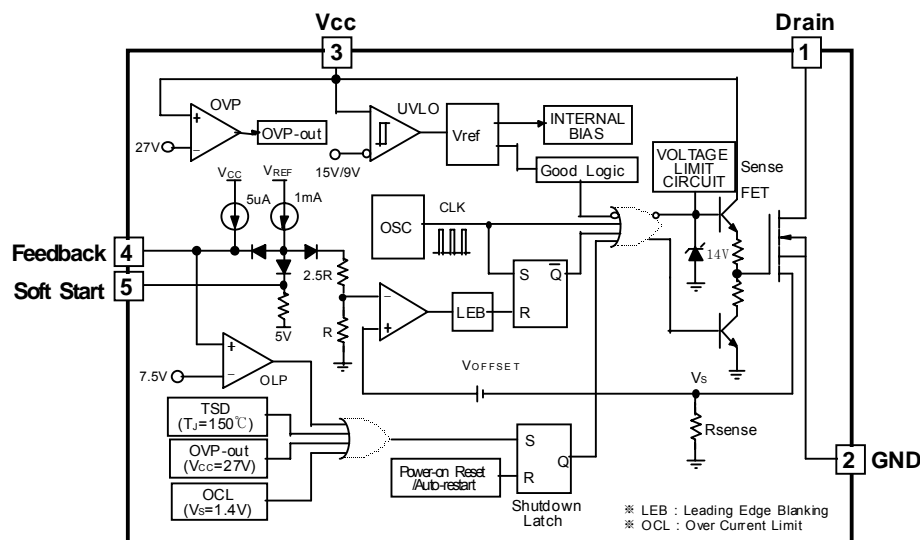 Vcc
Drain
3
1
OVP
+
−
27V
OVP-out
UVLO
15V/9V
Vref
INTERNAL
BIAS
Good Logic
VOLTAGE
LIMIT
CIRCUIT
Sense
FET
VCC
VREF
5uA
1mA
OSC
CLK
14V
Feedback
4
Soft Start
5
2.5R
R
5V
−
+
LEB
S
Q
R
7.5V
+
−
OLP
VOFFSET
VS
Rsense
TSD
(TJ=150℃)
OVP-out
(VCC=27V)
OCL
(VS=1.4V)
Power-on Reset
/Auto-restart
S
R
Q
Shutdown
Latch
2
GND
※ LEB : Leading Edge Blanking
※ OCL : Over Current Limit